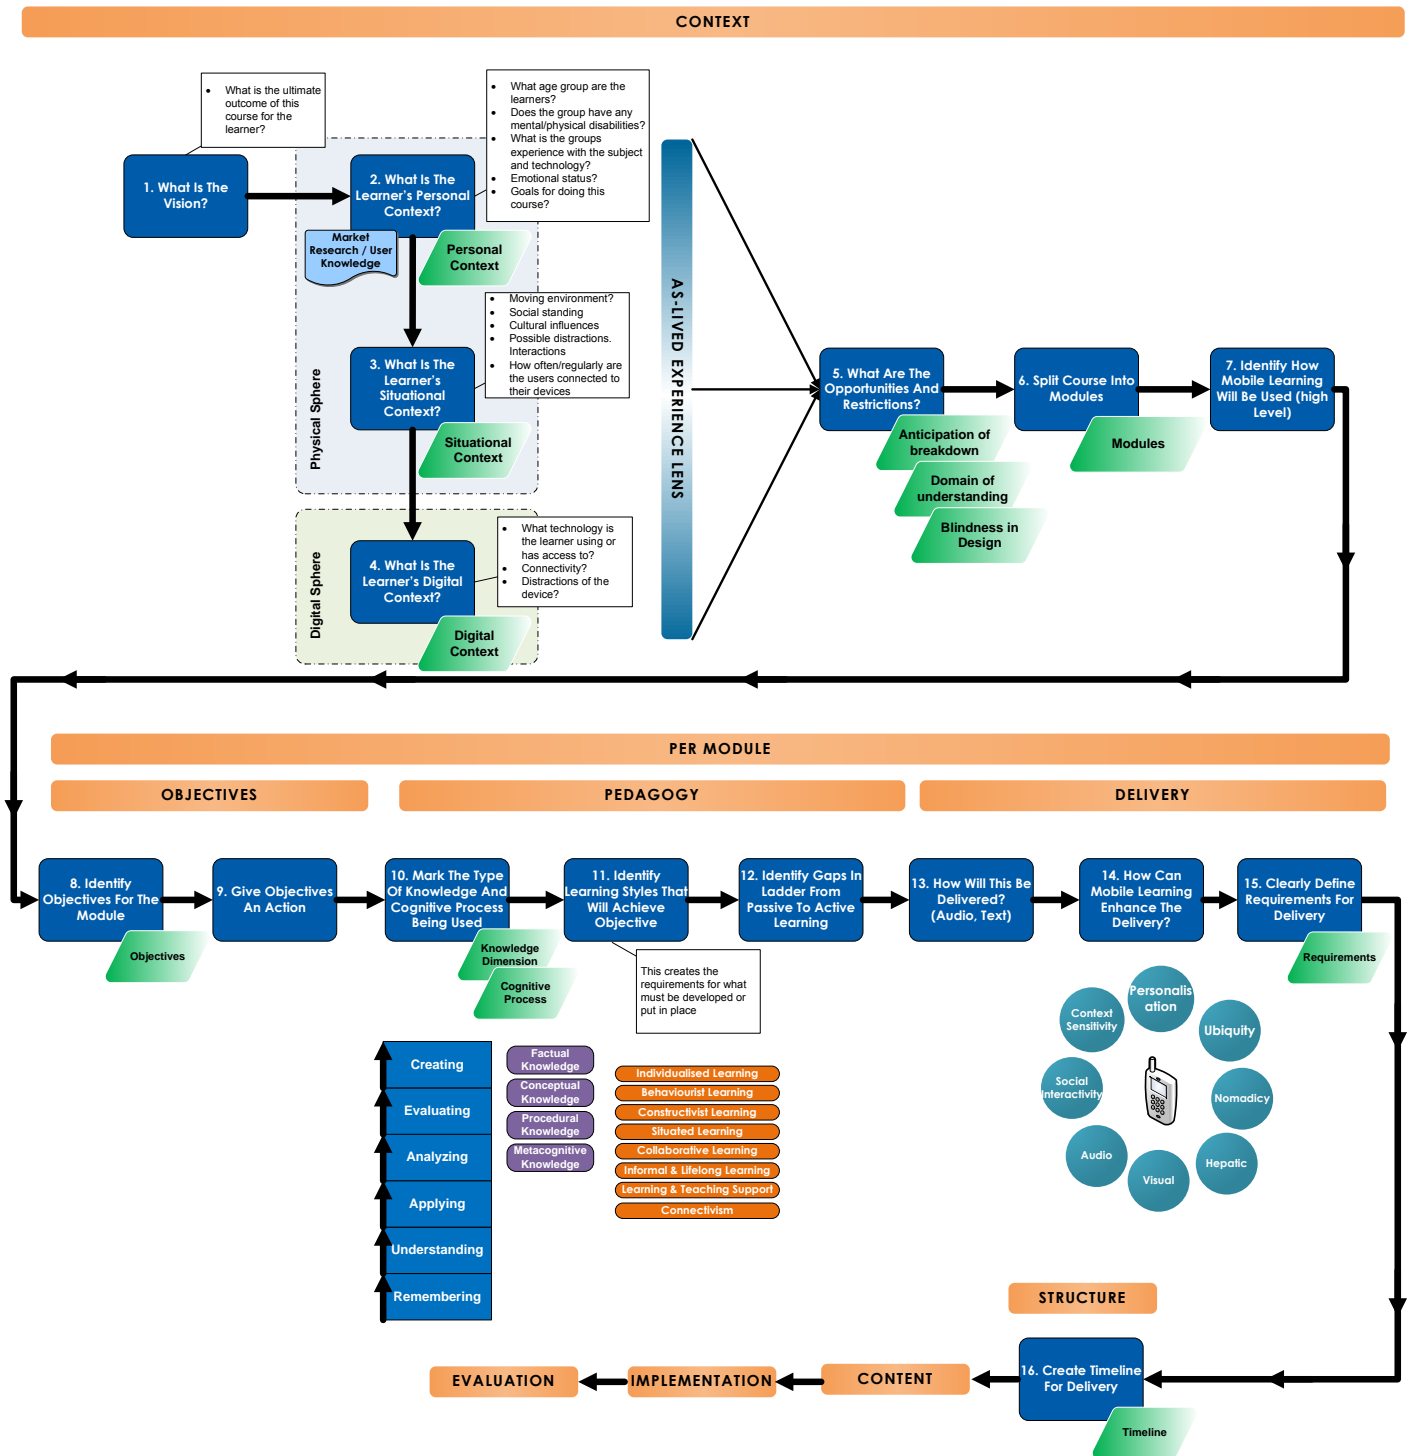 CONTEXT
What is the ultimate
outcome of this
course for the
learner?
What age group are the
learners?
Does the group have any
mental/physical disabilities?
What is the groups
experience with the subject
and technology?
Emotional status?
Goals for doing this
course?
1. What Is The
Vision?
2. What Is The
Learner's Personal
Context?
Market
Research / User
Knowledge
Personal
Context
Physical Sphere
Moving environment?
Social standing
Cultural influences
Possible distractions.
Interactions
How often/regularly are
the users connected to
their devices
3. What Is The
Learner's
Situational
Context?
Situational
Context
Digital Sphere
What technology is
the learner using or
has access to?
Connectivity?
Distractions of the
device?
4. What Is The
Learner's Digital
Context?
Digital
Context
AS-LIVED EXPERIENCE LENS
5. What Are The
Opportunities And
Restrictions?
Anticipation of
breakdown
Domain of
understanding
Blindness in
Design
6. Split Course Into
Modules
Modules
7. Identify How
Mobile Learning
Will Be Used (high
Level)
PER MODULE
OBJECTIVES
PEDAGOGY
DELIVERY
8. Identify
Objectives For The
Module
Objectives
9. Give Objectives
An Action
10. Mark The Type
Of Knowledge And
Cognitive Process
Being Used
Knowledge
Dimension
Cognitive
Process
11. Identify
Learning Styles That
Will Achieve
Objective
This creates the
requirements for what
must be developed or
put in place
12. Identify Gaps In
Ladder From
Passive To Active
Learning
13. How Will This Be
Delivered?
(Audio, Text)
14. How Can
Mobile Learning
Enhance The
Delivery?
15. Clearly Define
Requirements For
Delivery
Requirements
Creating
Evaluating
Analyzing
Applying
Understanding
Remembering
Factual
Knowledge
Conceptual
Knowledge
Procedural
Knowledge
Metacognitive
Knowledge
Individualised Learning
Behaviourist Learning
Constructivist Learning
Situated Learning
Collaborative Learning
Informal & Lifelong Learning
Learning & Teaching Support
Connectivism
Personalis
ation
Context
Sensitivity
Ubiquity
Social
Interactivity
Nomadicy
Audio
Hepatic
Visual
STRUCTURE
16. Create Timeline
For Delivery
Timeline
CONTENT
IMPLEMENTATION
EVALUATION